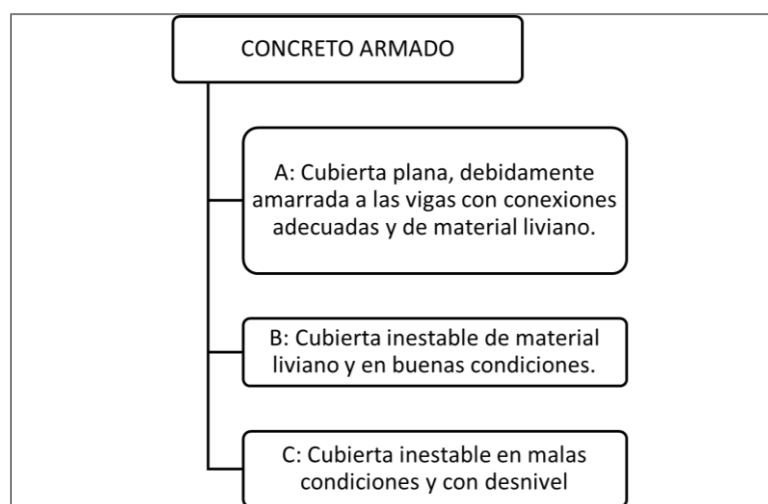 CONCRETO ARMADO
A: Cubierta plana, debidamente
amarrada a las vigas con conexiones
adecuadas y de material liviano.
B: Cubierta inestable de material
liviano y en buenas condiciones.
C: Cubierta inestable en malas
condiciones y con desnivel